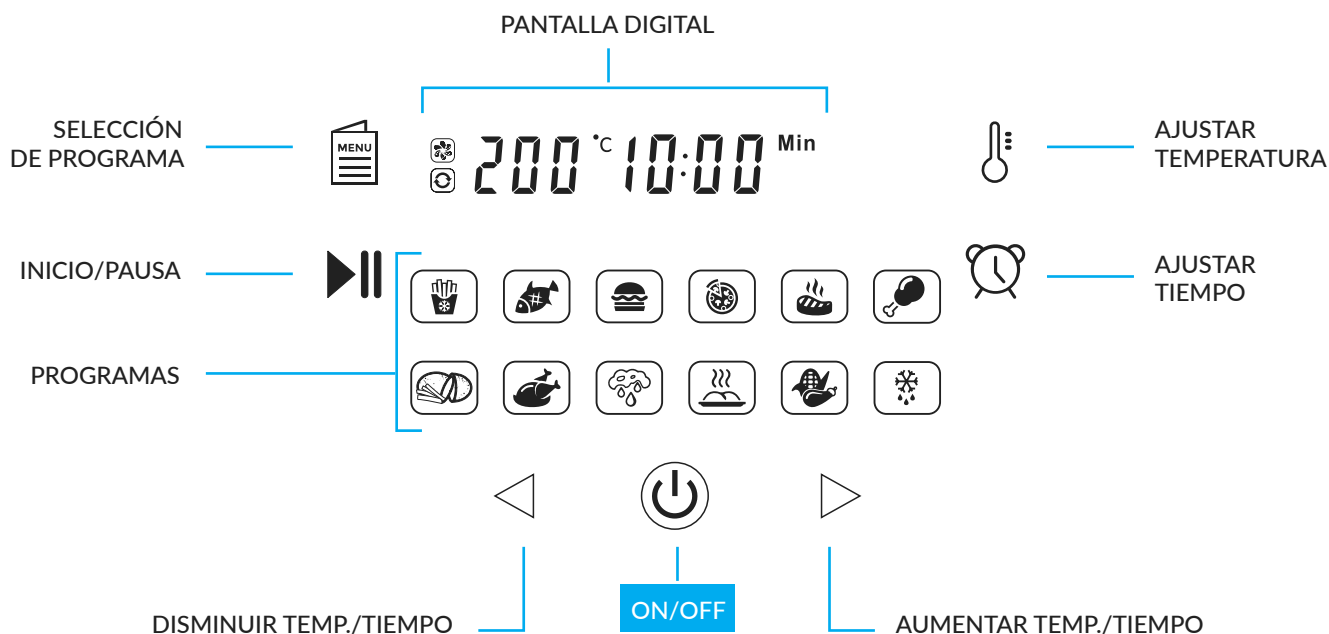 PANTALLA DIGITAL
SELECCIÓN
DE PROGRAMA
MENU
200 °C 10:00 Min
AJUSTAR
TEMPERATURA
INICIO/PAUSA
AJUSTAR
TIEMPO
PROGRAMAS
DISMINUIR TEMP./TIEMPO
ON/OFF
AUMENTAR TEMP./TIEMPO